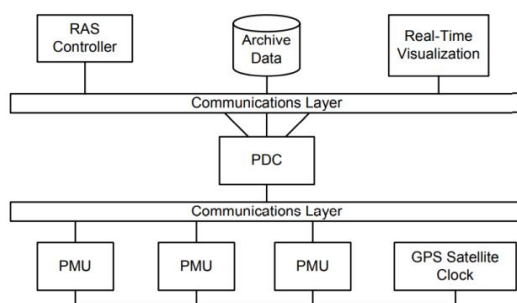 RAS
Controller
Archive
Data
Real-Time
Visualization
Communications Layer
PDC
Communications Layer
PMU
PMU
PMU
GPS Satellite
Clock